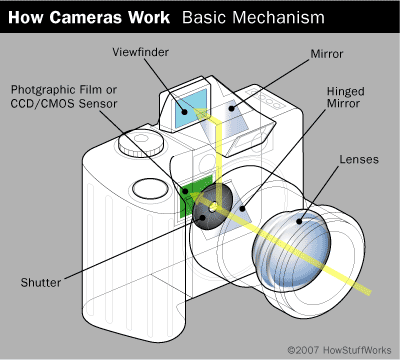 How Cameras Work Basic Mechanism
Viewfinder
Mirror
Photgraphic Film or
CCD/CMOS Sensor
Hinged
Mirror
Lenses
Shutter
©2007 HowStuffWorks